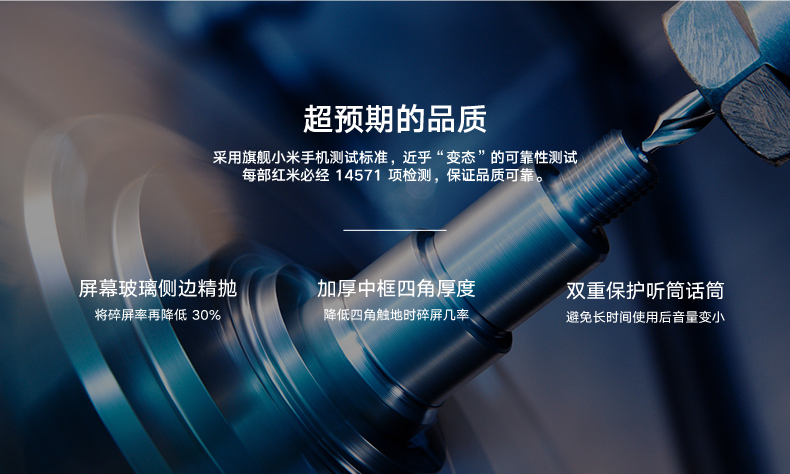 超预期的品质
采用旗舰小米手机测试标准，近乎“变态”的可靠性测试
每部红米必经 14571 项检测，保证品质可靠。
屏幕玻璃侧边精抛
将碎屏率再降低 30%
加厚中框四角厚度
降低四角触地时碎屏几率
双重保护听筒话筒
避免长时间使用后音量变小